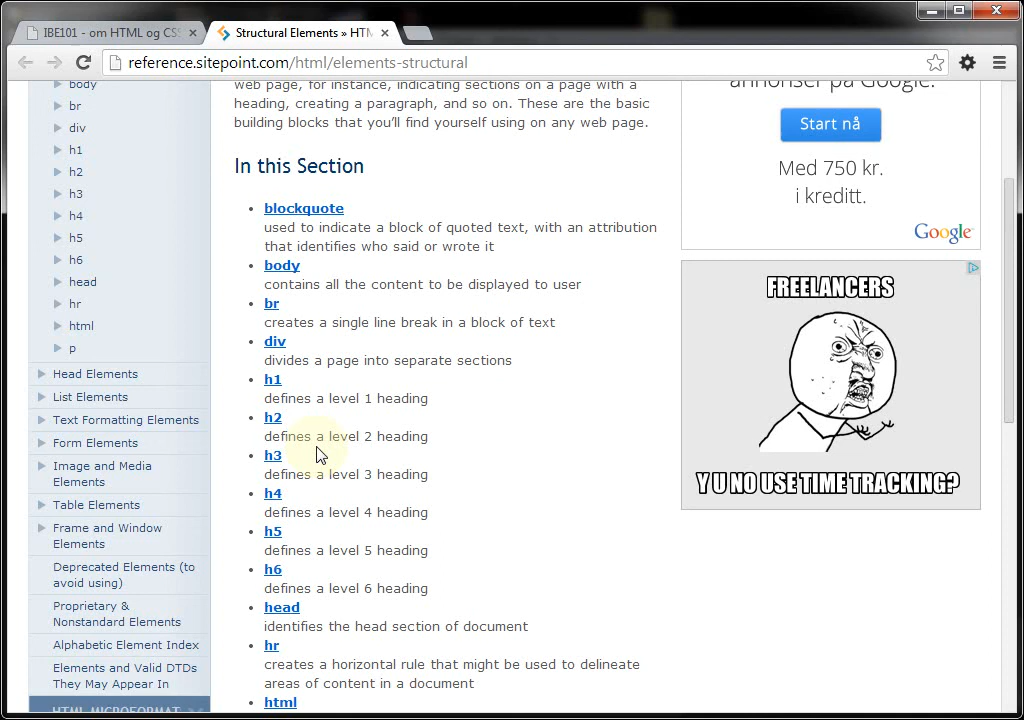 IBE101 - om HTML og CSS
Structural Elements » HTM
reference.sitepoint.com/html/elements-structural
body
br
div
h1
h2
h3
h4
h5
h6
head
hr
html
p
Head Elements
List Elements
Text Formatting Elements
Form Elements
Image and Media
Elements
Table Elements
Frame and Window
Elements
Deprecated Elements (to
avoid using)
Proprietary &
Nonstandard Elements
Alphabetic Element Index
Elements and Valid DTDs
They May Appear In
HTML MICROFORMAT
web page, for instance, indicating sections on a page with a
heading, creating a paragraph, and so on. These are the basic
building blocks that you’ll find yourself using on any web page.
In this Section
blockquote
used to indicate a block of quoted text, with an attribution
that identifies who said or wrote it
body
contains all the content to be displayed to user
br
creates a single line break in a block of text
div
divides a page into separate sections
h1
defines a level 1 heading
h2
defines a level 2 heading
h3
defines a level 3 heading
h4
defines a level 4 heading
h5
defines a level 5 heading
h6
defines a level 6 heading
head
identifies the head section of document
hr
creates a horizontal rule that might be used to delineate
areas of content in a document
html
annonser på Google.
Start nå
Med 750 kr.
i kreditt.
Google
FREELANCERS
Y U NO USE TIME TRACKING?